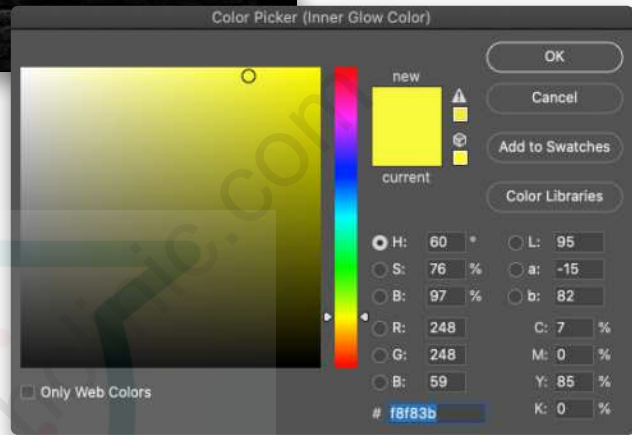 Color Picker (Inner Glow Color)
new
current
OK
Cancel
Add to Swatches
Color Libraries
H: 60 °
S: 76 %
B: 97 %
R: 248
G: 248
B: 59
# f8f83b
L: 95
a: -15
b: 82
C: 7 %
M: 0 %
Y: 85 %
K: 0 %
Only Web Colors